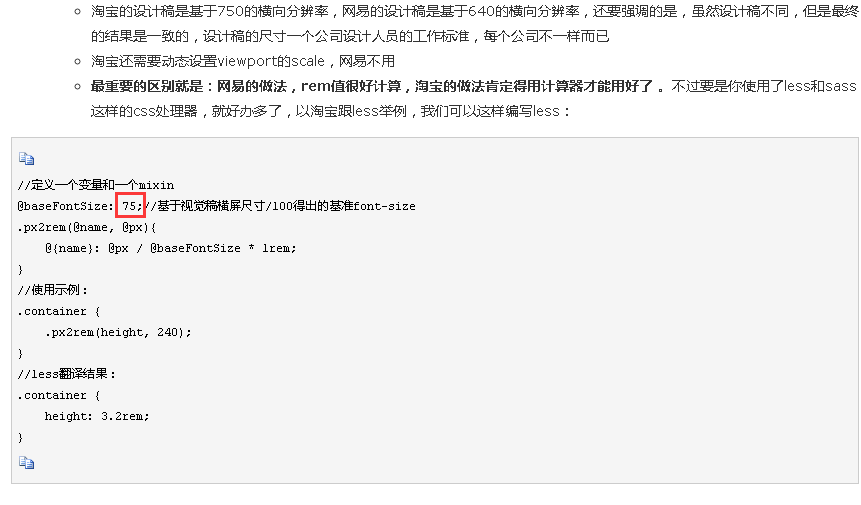 淘宝的设计稿是基于750的横向分辨率，网易的设计稿是基于640的横向分辨率，还要强调的是，虽然设计稿不同，但是最终
的结果是一致的，设计稿的尺寸一个公司设计人员的工作标准，每个公司不一样而已
淘宝还需要动态设置viewport的scale，网易不用
最重要的区别就是：网易的做法，rem值很好计算，淘宝的做法肯定得用计算器才能用好了 。不过要是你使用了less和sass
这样的css处理器，就好办多了，以淘宝跟less举例，我们可以这样编写less：
//定义一个变量和一个mixin
@baseFontSize: 75;//基于视觉稿横屏尺寸/100得出的基准font-size
.px2rem(@name, @px){
    @{name}: @px / @baseFontSize * 1rem;
}
//使用示例：
.container {
    .px2rem(height, 240);
}
//less翻译结果：
.container {
    height: 3.2rem;
}